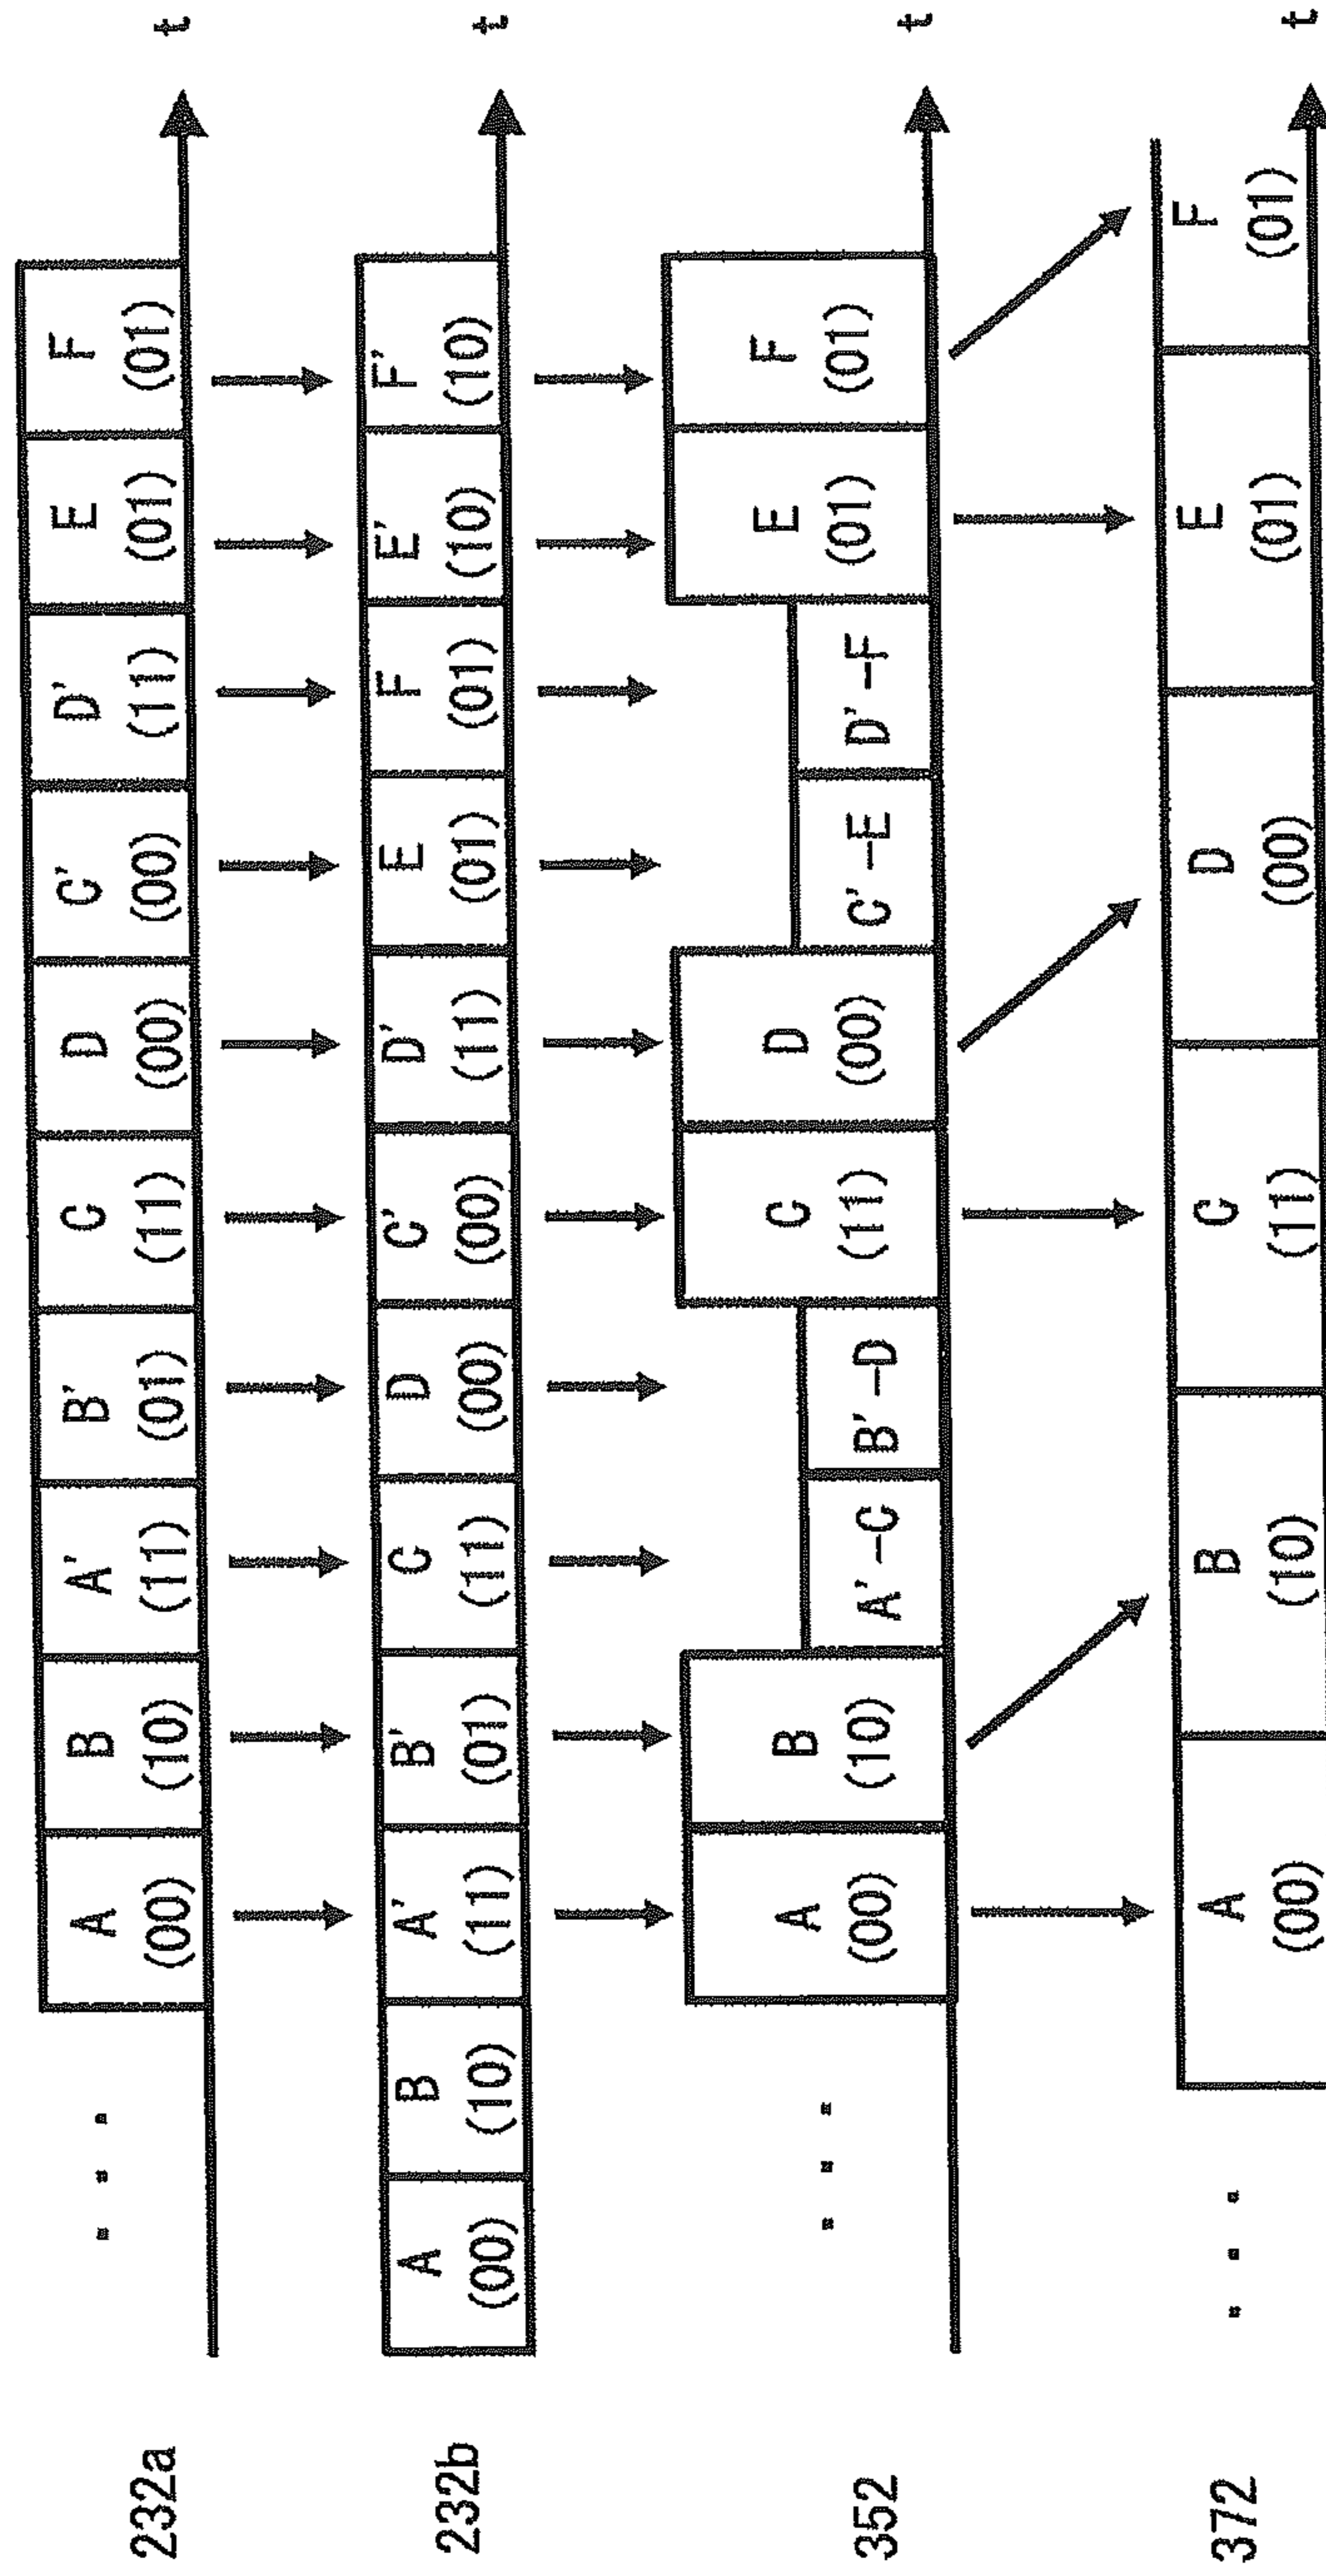 232a ... A B A' B' C D C' D' E F t
(00) (10) (11) (01) (11) (00) (00) (11) (01) (01)
232b A B A' B' C D C' D' E F E' F' t
(00) (10) (11) (01) (11) (00) (00) (11) (01) (01) (10) (10)
352 ... A B A'-C B'-D C D C'-E D'-F E F t
(00) (10) (11) (00) (01) (01)
372 ... A B C D E F t
(00) (10) (11) (00) (01) (01)